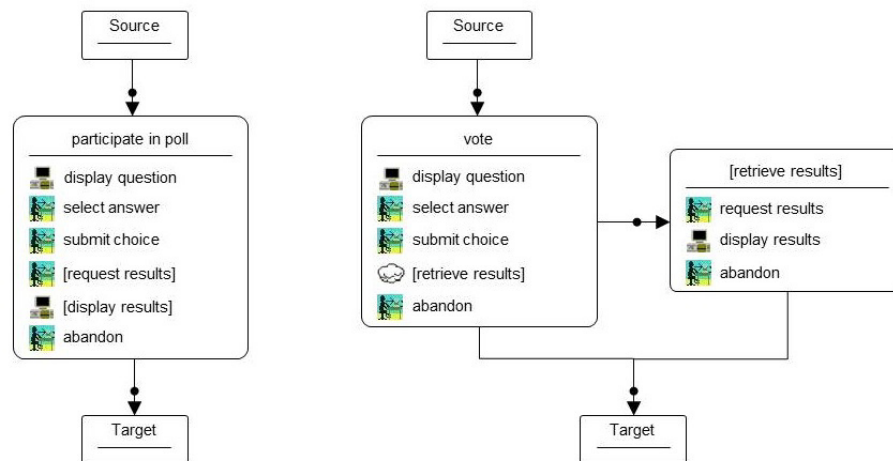 Source
participate in poll
display question
select answer
submit choice
[request results]
[display results]
abandon
Target
Source
vote
display question
select answer
submit choice
[retrieve results]
abandon
[retrieve results]
request results
display results
abandon
Target